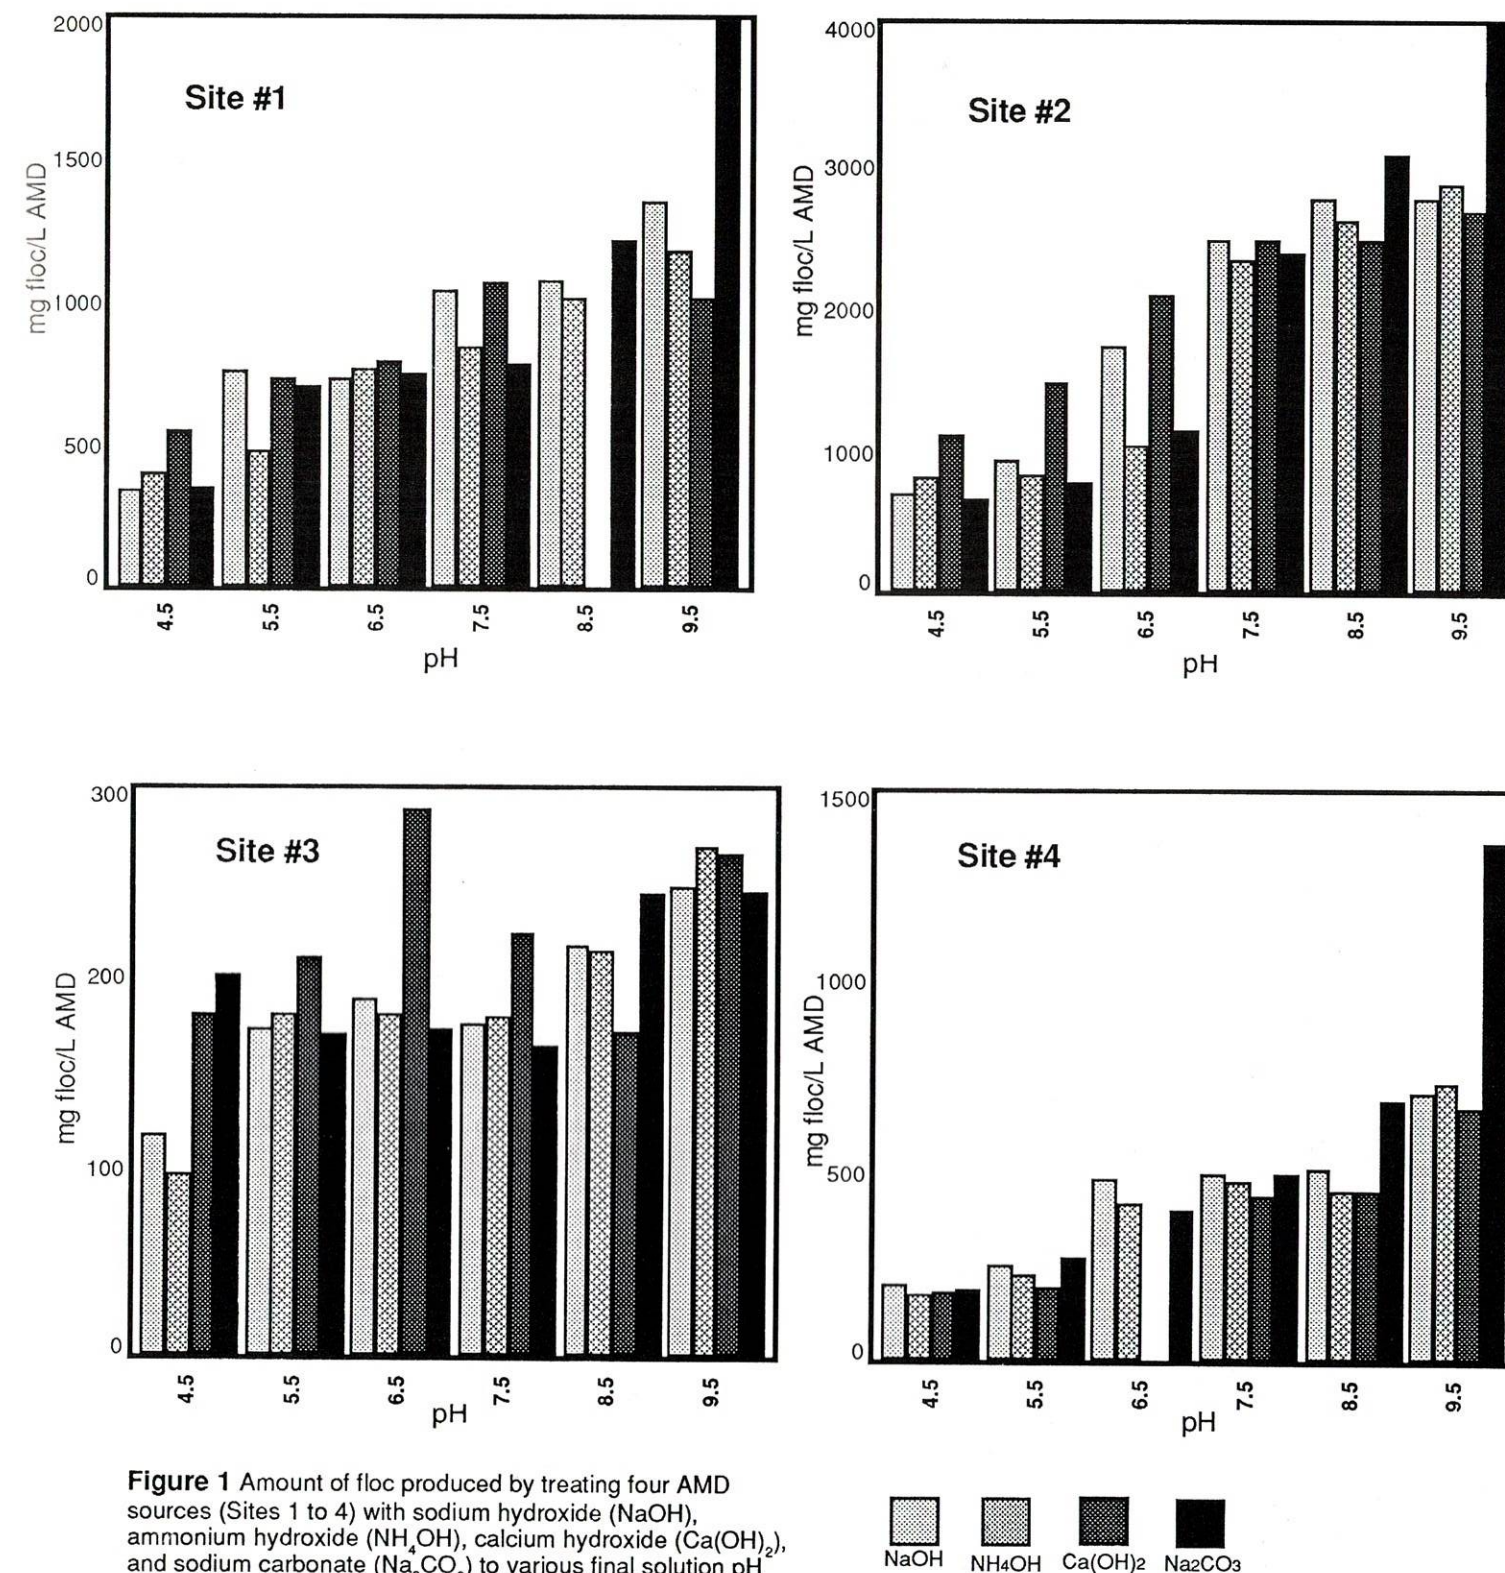 2000
1500
1000
500
0
mg floc/L AMD
Site #1
4.5 5.5 6.5 7.5 8.5 9.5
pH
4000
3000
2000
1000
0
mg floc/L AMD
Site #2
4.5 5.5 6.5 7.5 8.5 9.5
pH
300
200
100
0
mg floc/L AMD
Site #3
4.5 5.5 6.5 7.5 8.5 9.5
pH
1500
1000
500
0
mg floc/L AMD
Site #4
4.5 5.5 6.5 7.5 8.5 9.5
pH
Figure 1 Amount of floc produced by treating four AMD
sources (Sites 1 to 4) with sodium hydroxide (NaOH),
ammonium hydroxide (NH4OH), calcium hydroxide (Ca(OH)2),
and sodium carbonate (Na2CO3) to various final solution pH
NaOH NH4OH Ca(OH)2 Na2CO3